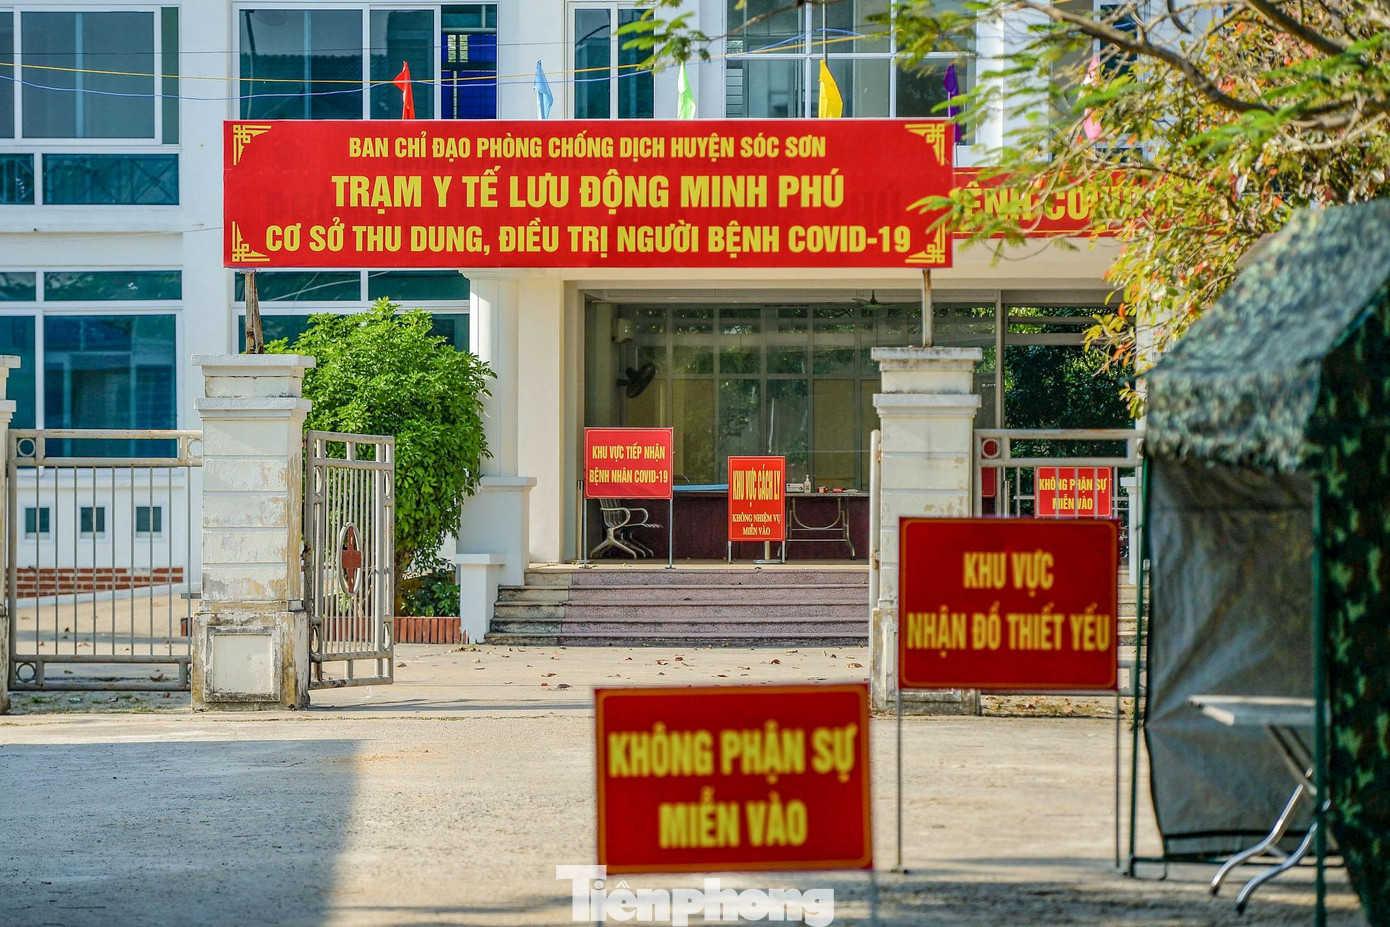 BAN CHỈ ĐẠO PHÒNG CHỐNG DỊCH HUYỆN SÓC SƠN
TRẠM Y TẾ LƯU ĐỘNG MINH PHÚ
CƠ SỞ THU DUNG, ĐIỀU TRỊ NGƯỜI BỆNH COVID-19
KHU VỰC TIẾP NHẬN
BỆNH NHÂN COVID-19
KHU VỰC CÁCH LY
KHÔNG NHIỆM VỤ
MIỄN VÀO
KHÔNG PHẬN SỰ
MIỄN VÀO
KHU VỰC
NHẬN ĐỒ THIẾT YẾU
KHÔNG PHẬN SỰ
MIỄN VÀO
Tiênphong